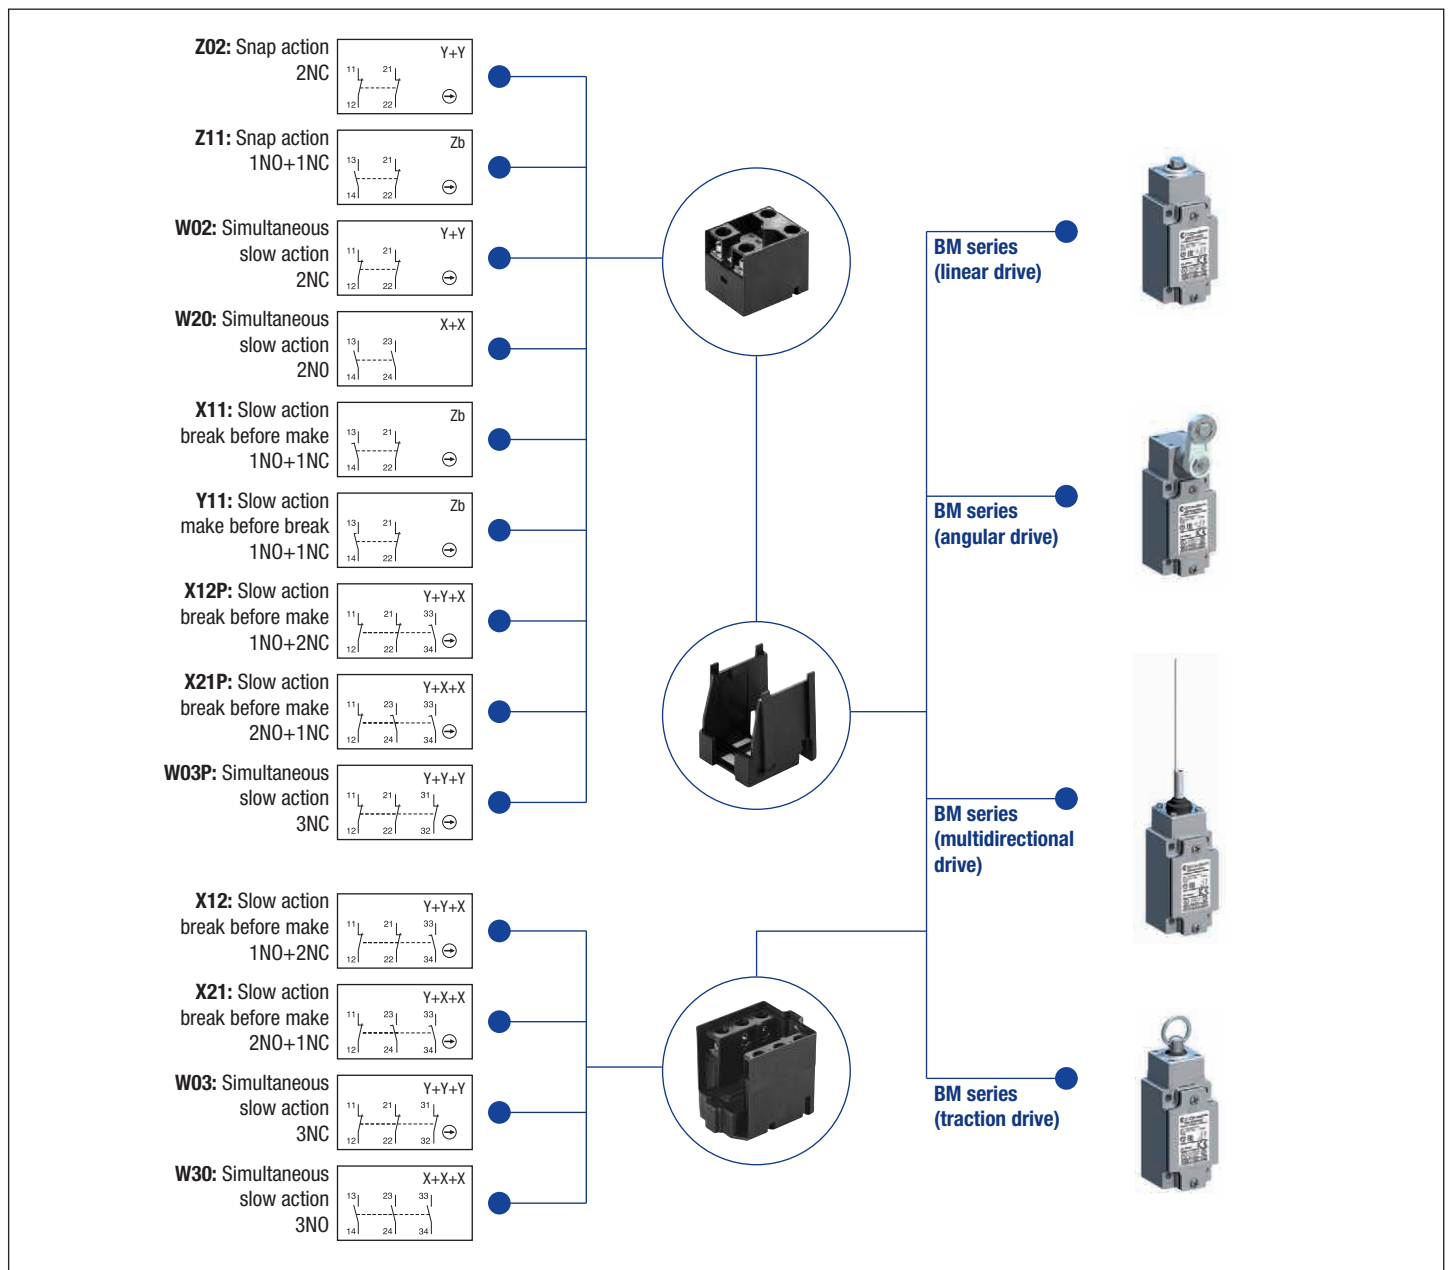 Z02: Snap action
2NC
Y+Y
11 21
12 22
Z11: Snap action
1NO+1NC
Zb
13 21
14 22
W02: Simultaneous
slow action
2NC
Y+Y
11 21
12 22
W20: Simultaneous
slow action
2NO
X+X
13 23
14 24
X11: Slow action
break before make
1NO+1NC
Zb
13 21
14 22
Y11: Slow action
make before break
1NO+1NC
Zb
13 21
14 22
X12P: Slow action
break before make
1NO+2NC
Y+Y+X
11 21 33
12 22 34
X21P: Slow action
break before make
2NO+1NC
Y+X+X
11 23 33
12 24 34
W03P: Simultaneous
slow action
3NC
Y+Y+Y
11 21 31
12 22 32
X12: Slow action
break before make
1NO+2NC
Y+Y+X
11 21 33
12 22 34
X21: Slow action
break before make
2NO+1NC
Y+X+X
11 23 33
12 24 34
W03: Simultaneous
slow action
3NC
Y+Y+Y
11 21 31
12 22 32
W30: Simultaneous
slow action
3NO
X+X+X
13 23 33
14 24 34
BM series
(linear drive)
BM series
(angular drive)
BM series
(multidirectional
drive)
BM series
(traction drive)